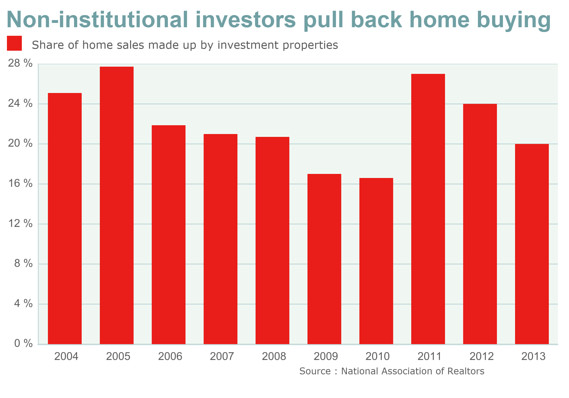 Non-institutional investors pull back home buying
Share of home sales made up by investment properties
28 %
24 %
20 %
16 %
12 %
8 %
4 %
0 %
2004 2005 2006 2007 2008 2009 2010 2011 2012 2013
Source : National Association of Realtors